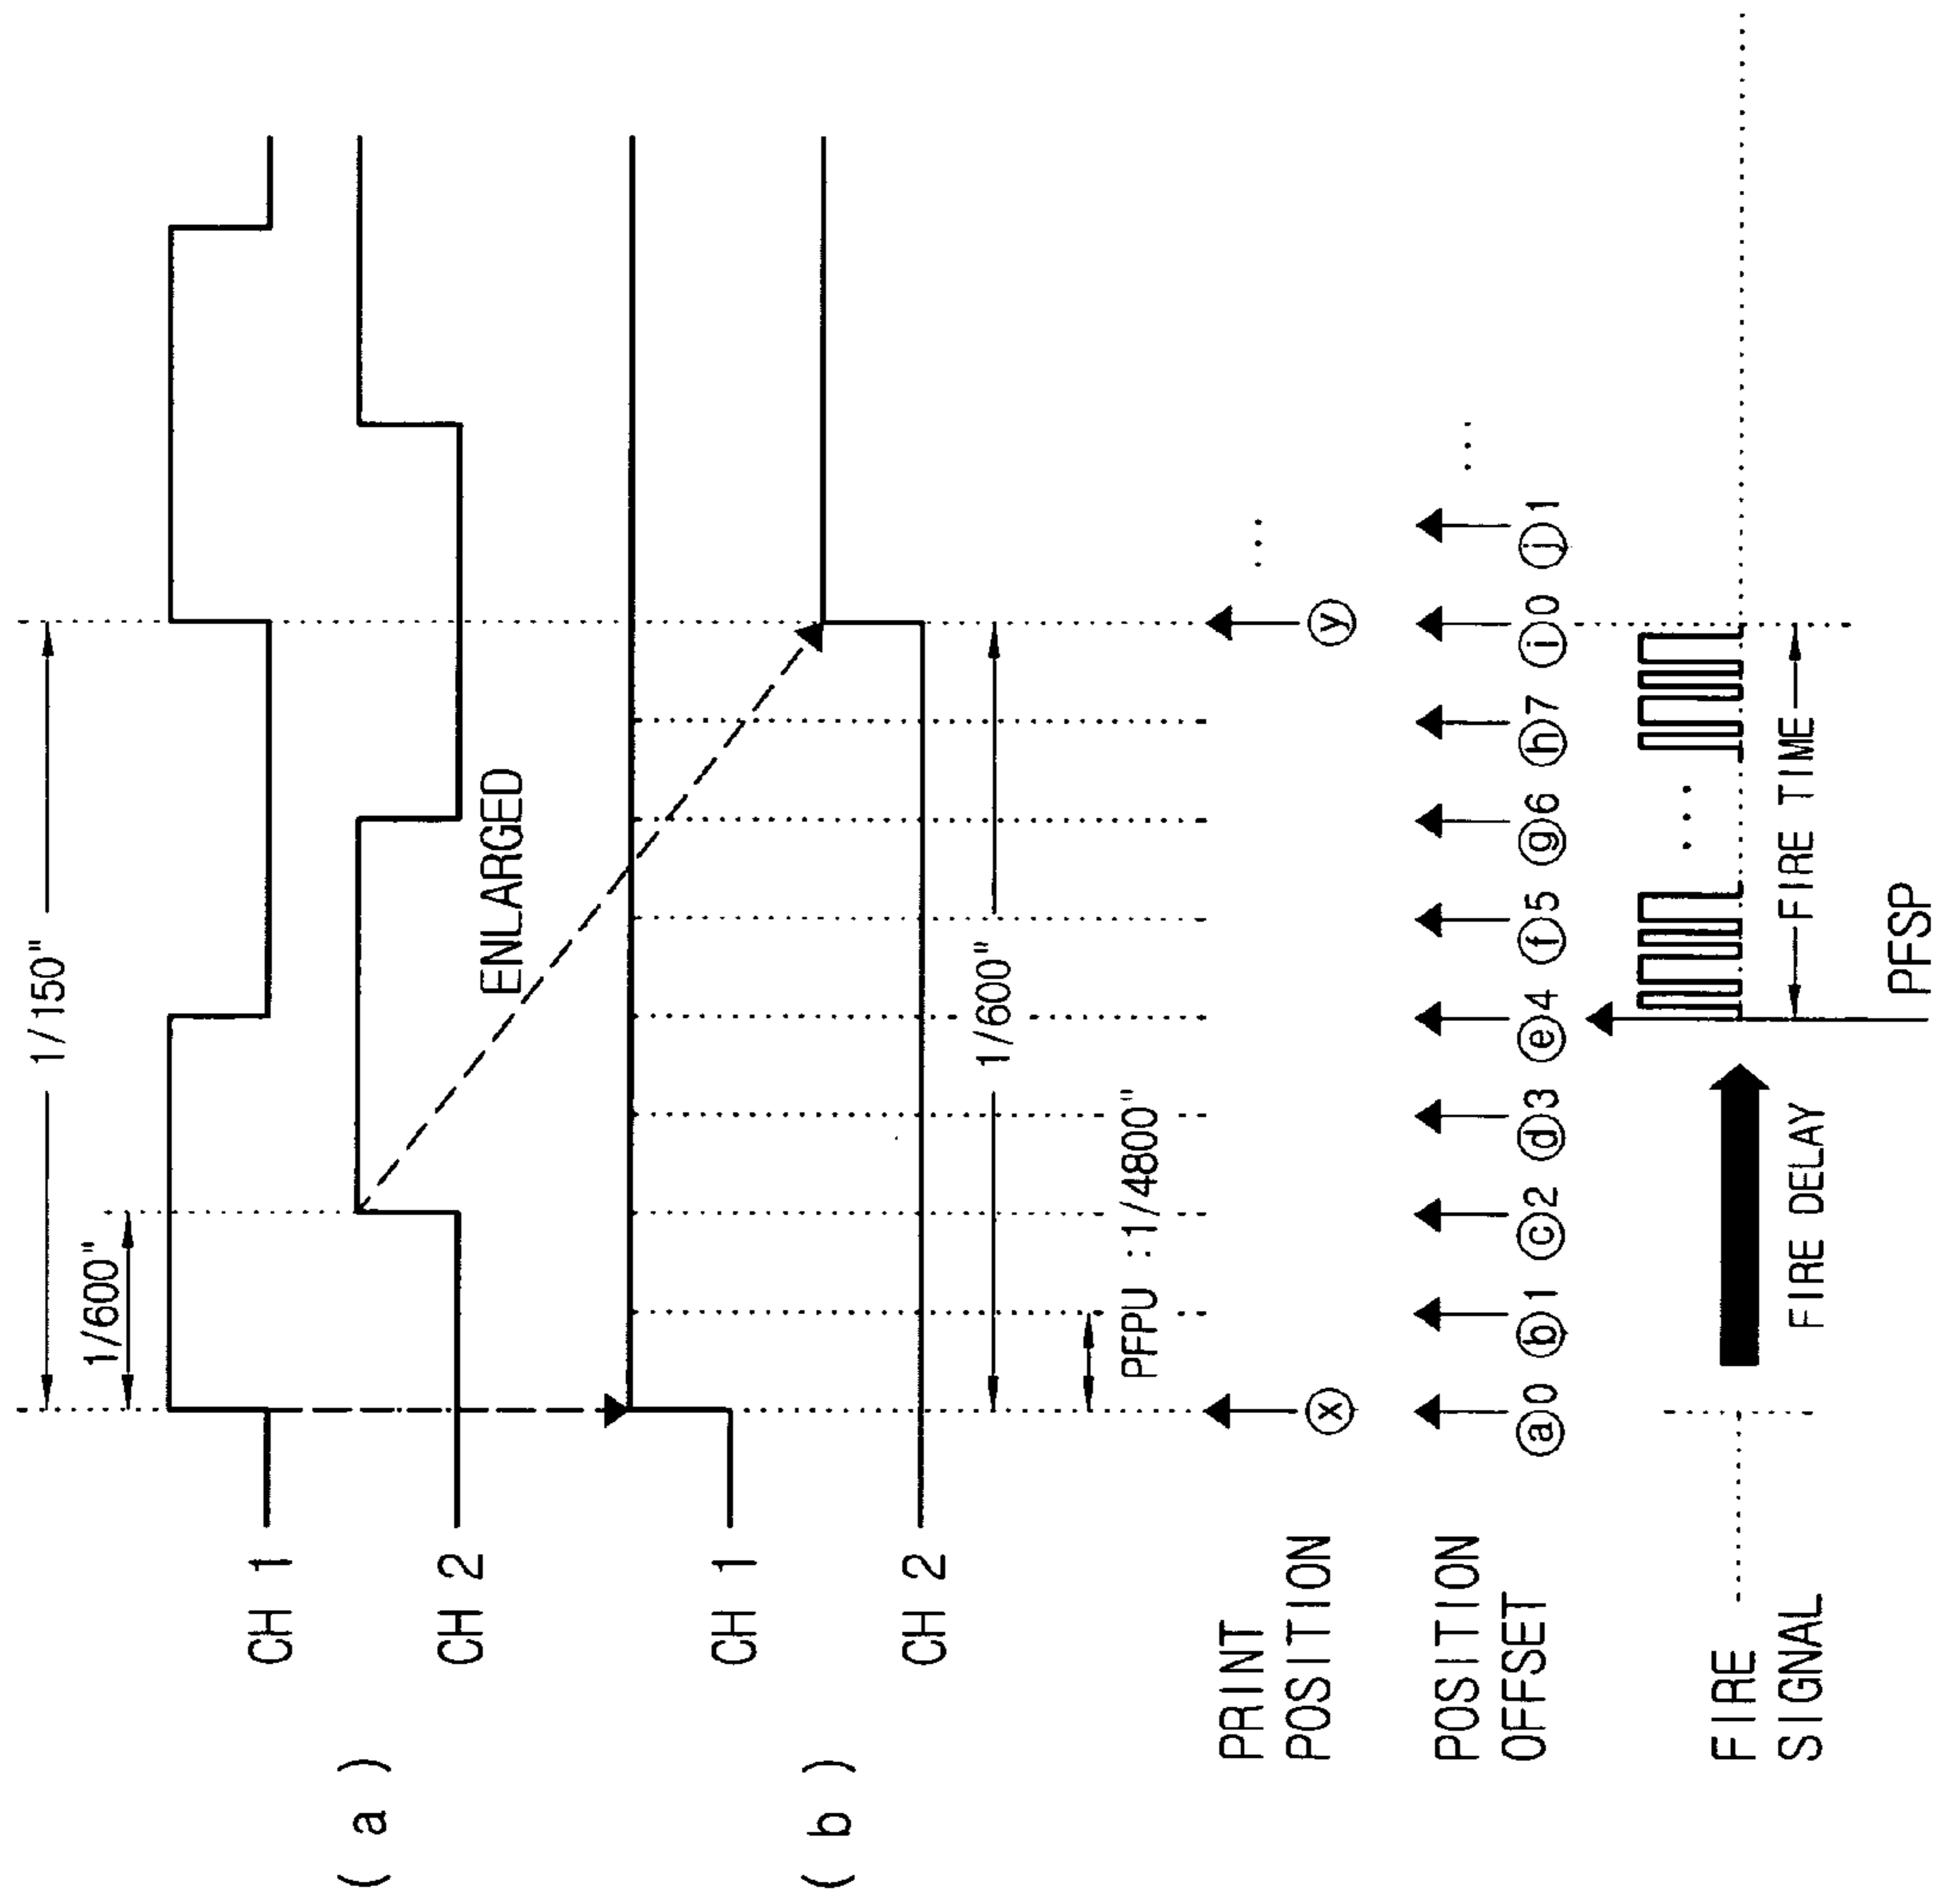 1/150"
1/600"
CH 1
CH 2
( a )
ENLARGED
CH 1
CH 2
( b )
1/600"
PFPU :1/4800"
PRINT
POSITION
ⓧ ⓨ ...
POSITION
OFFSET
ⓐ0 ⓑ1 ⓒ2 ⓓ3 ⓔ4 ⓕ5 ⓖ6 ⓗ7 ⓘ0 ⓙ1 ...
FIRE
SIGNAL
...
FIRE DELAY
FIRE TIME
PFSP